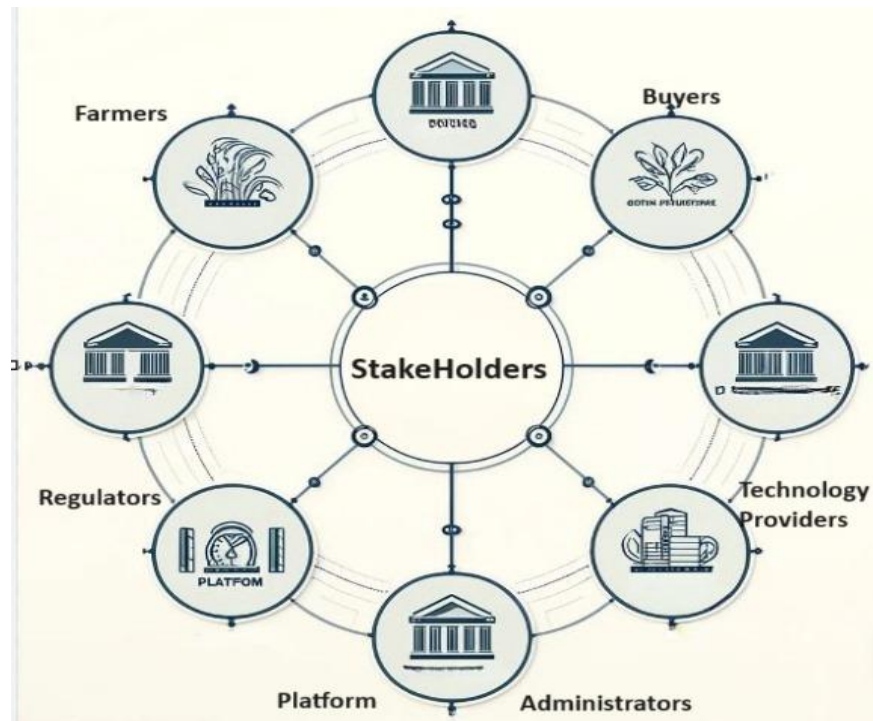 Buyers
Farmers
StakeHolders
Regulators
Technology
Providers
PLATFOM
Platform Administrators